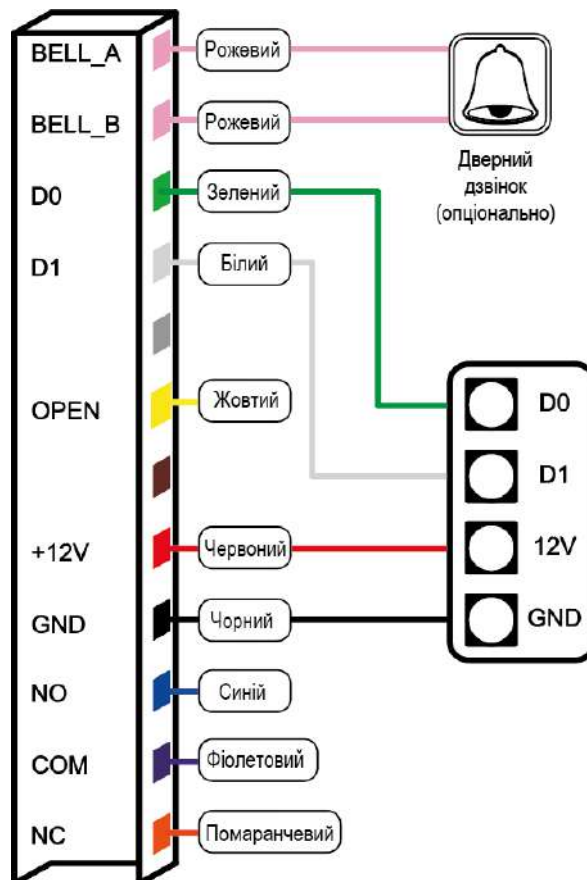 BELL_A
Рожевий
BELL_B
Рожевий
Дверний
дзвінок
(опціонально)
D0
Зелений
D1
Білий
OPEN
Жовтий
D0
D1
+12V
Червоний
12V
GND
Чорний
GND
NO
Синій
COM
Фіолетовий
NC
Помаранчевий